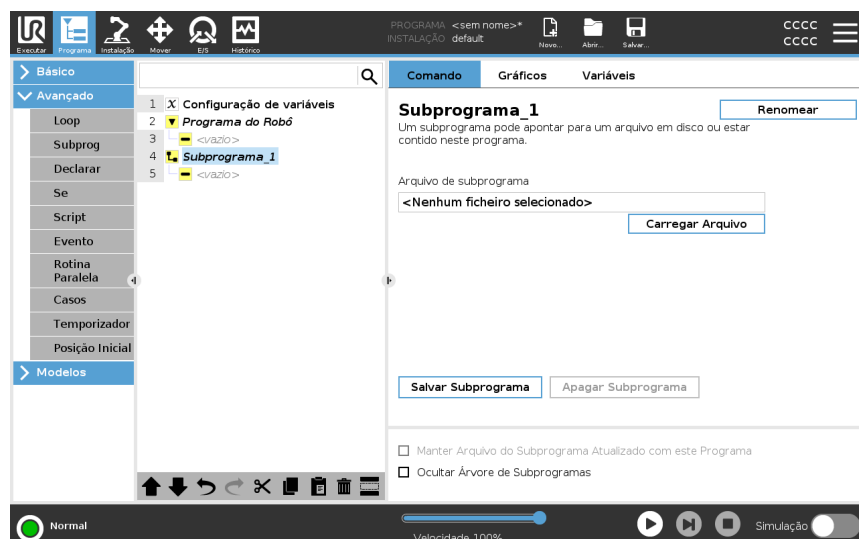 PROGRAMA <sem nome>*
INSTALAÇÃO default
cccc
cccc
UR
Executar Programa Instalação Mover E/S Histórico Novo... Abrir... Salvar...
Básico
Avançado
Loop
Subprog
Declarar
Se
Script
Evento
Rotina
Paralela
Casos
Temporizador
Posição Inicial
Modelos
1 X Configuração de variáveis
2 Programa do Robô
3 <vazio>
4 Subprograma_1
5 <vazio>
Comando Gráficos Variáveis
Subprograma_1
Renomear
Um subprograma pode apontar para um arquivo em disco ou estar
contido neste programa.
Arquivo de subprograma
<Nenhum ficheiro selecionado>
Carregar Arquivo
Salvar Subprograma Apagar Subprograma
Manter Arquivo do Subprograma Atualizado com este Programa
Ocultar Árvore de Subprogramas
Normal
Velocidade 100%
Simulação